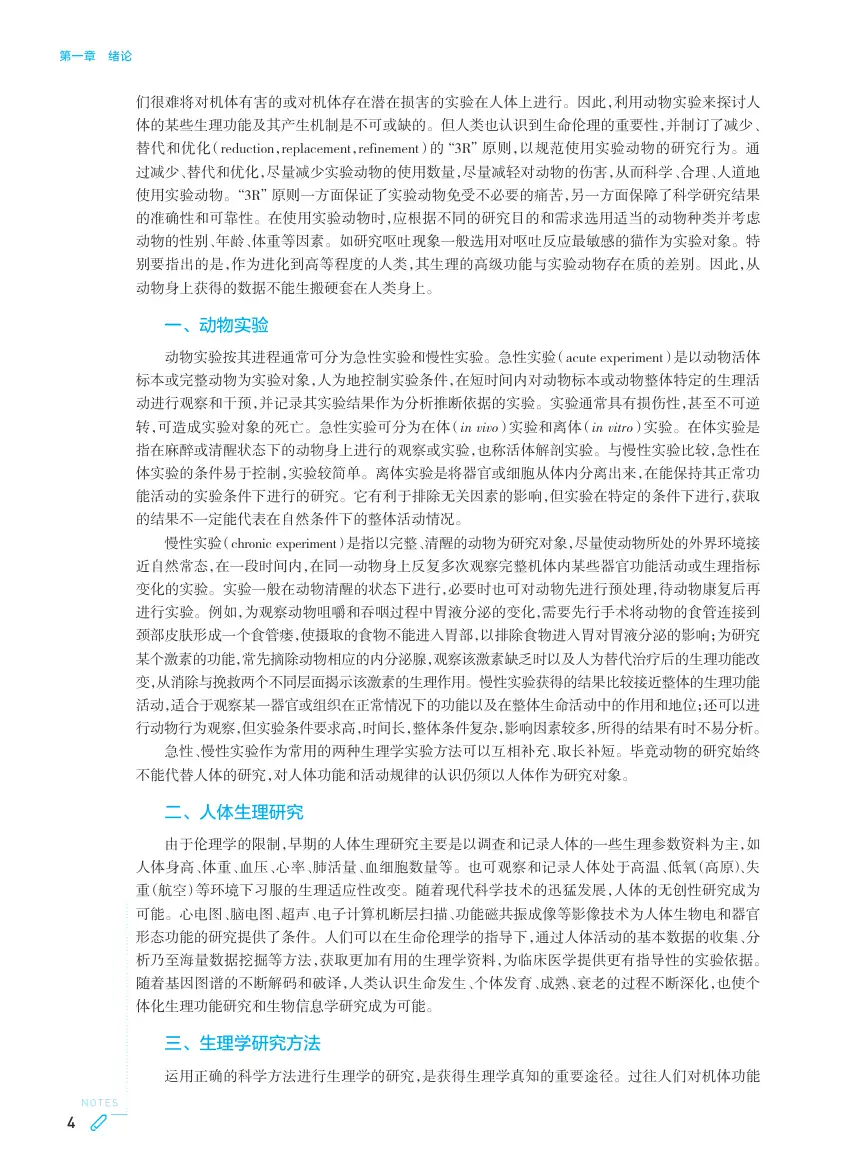 第一章 绪论
们很难将对机体有害的或对机体存在潜在损害的实验在人体上进行。因此,利用动物实验来探讨人
体的某些生理功能及其产生机制是不可或缺的。但人类也认识到生命伦理的重要性,并制订了减少、
替代和优化(reduction,replacement,refinement)的“3R”原则,以规范使用实验动物的研究行为。通
过减少、替代和优化,尽量减少实验动物的使用数量,尽量减轻对动物的伤害,从而科学、合理、人道地
使用实验动物。“3R”原则一方面保证了实验动物免受不必要的痛苦,另一方面保障了科学研究结果
的准确性和可靠性。在使用实验动物时,应根据不同的研究目的和需求选用适当的动物种类并考虑
动物的性别、年龄、体重等因素。如研究呕吐现象一般选用对呕吐反应最敏感的猫作为实验对象。特
别要指出的是,作为进化到高等程度的人类,其生理的高级功能与实验动物存在质的差别。因此,从
动物身上获得的数据不能生搬硬套在人类身上。
一、动物实验
动物实验按其进程通常可分为急性实验和慢性实验。急性实验(acute experiment)是以动物活体
标本或完整动物为实验对象,人为地控制实验条件,在短时间内对动物标本或动物整体特定的生理活
动进行观察和干预,并记录其实验结果作为分析推断依据的实验。实验通常具有损伤性,甚至不可逆
转,可造成实验对象的死亡。急性实验可分为在体(in vivo)实验和离体(in vitro)实验。在体实验是
指在麻醉或清醒状态下的动物身上进行的观察或实验,也称活体解剖实验。与慢性实验比较,急性在
体实验的条件易于控制,实验较简单。离体实验是将器官或细胞从体内分离出来,在能保持其正常功
能活动的实验条件下进行的研究。它有利于排除无关因素的影响,但实验在特定的条件下进行,获取
的结果不一定能代表在自然条件下的整体活动情况。
慢性实验(chronic experiment)是指以完整、清醒的动物为研究对象,尽量使动物所处的外界环境接
近自然常态,在一段时间内,在同一动物身上反复多次观察完整机体内某些器官功能活动或生理指标
变化的实验。实验一般在动物清醒的状态下进行,必要时也可对动物先进行预处理,待动物康复后再
进行实验。例如,为观察动物咀嚼和吞咽过程中胃液分泌的变化,需要先行手术将动物的食管连接到
颈部皮肤形成一个食管瘘,使摄取的食物不能进入胃部,以排除食物进入胃对胃液分泌的影响;为研究
某个激素的功能,常先摘除动物相应的内分泌腺,观察该激素缺乏时以及人为替代治疗后的生理功能改
变,从消除与挽救两个不同层面揭示该激素的生理作用。慢性实验获得的结果比较接近整体的生理功能
活动,适合于观察某一器官或组织在正常情况下的功能以及在整体生命活动中的作用和地位;还可以进
行动物行为观察,但实验条件要求高,时间长,整体条件复杂,影响因素较多,所得的结果有时不易分析。
急性、慢性实验作为常用的两种生理学实验方法可以互相补充、取长补短。毕竟动物的研究始终
不能代替人体的研究,对人体功能和活动规律的认识仍须以人体作为研究对象。
二、人体生理研究
由于伦理学的限制,早期的人体生理研究主要是以调查和记录人体的一些生理参数资料为主,如
人体身高、体重、血压、心率、肺活量、血细胞数量等。也可观察和记录人体处于高温、低氧(高原)、失
重(航空)等环境下习服的生理适应性改变。随着现代科学技术的迅猛发展,人体的无创性研究成为
可能。心电图、脑电图、超声、电子计算机断层扫描、功能磁共振成像等影像技术为人体生物电和器官
形态功能的研究提供了条件。人们可以在生命伦理学的指导下,通过人体活动的基本数据的收集、分
析乃至海量数据挖掘等方法,获取更加有用的生理学资料,为临床医学提供更有指导性的实验依据。
随着基因图谱的不断解码和破译,人类认识生命发生、个体发育、成熟、衰老的过程不断深化,也使个
体化生理功能研究和生物信息学研究成为可能。
三、生理学研究方法
运用正确的科学方法进行生理学的研究,是获得生理学真知的重要途径。过往人们对机体功能
NOTES
4